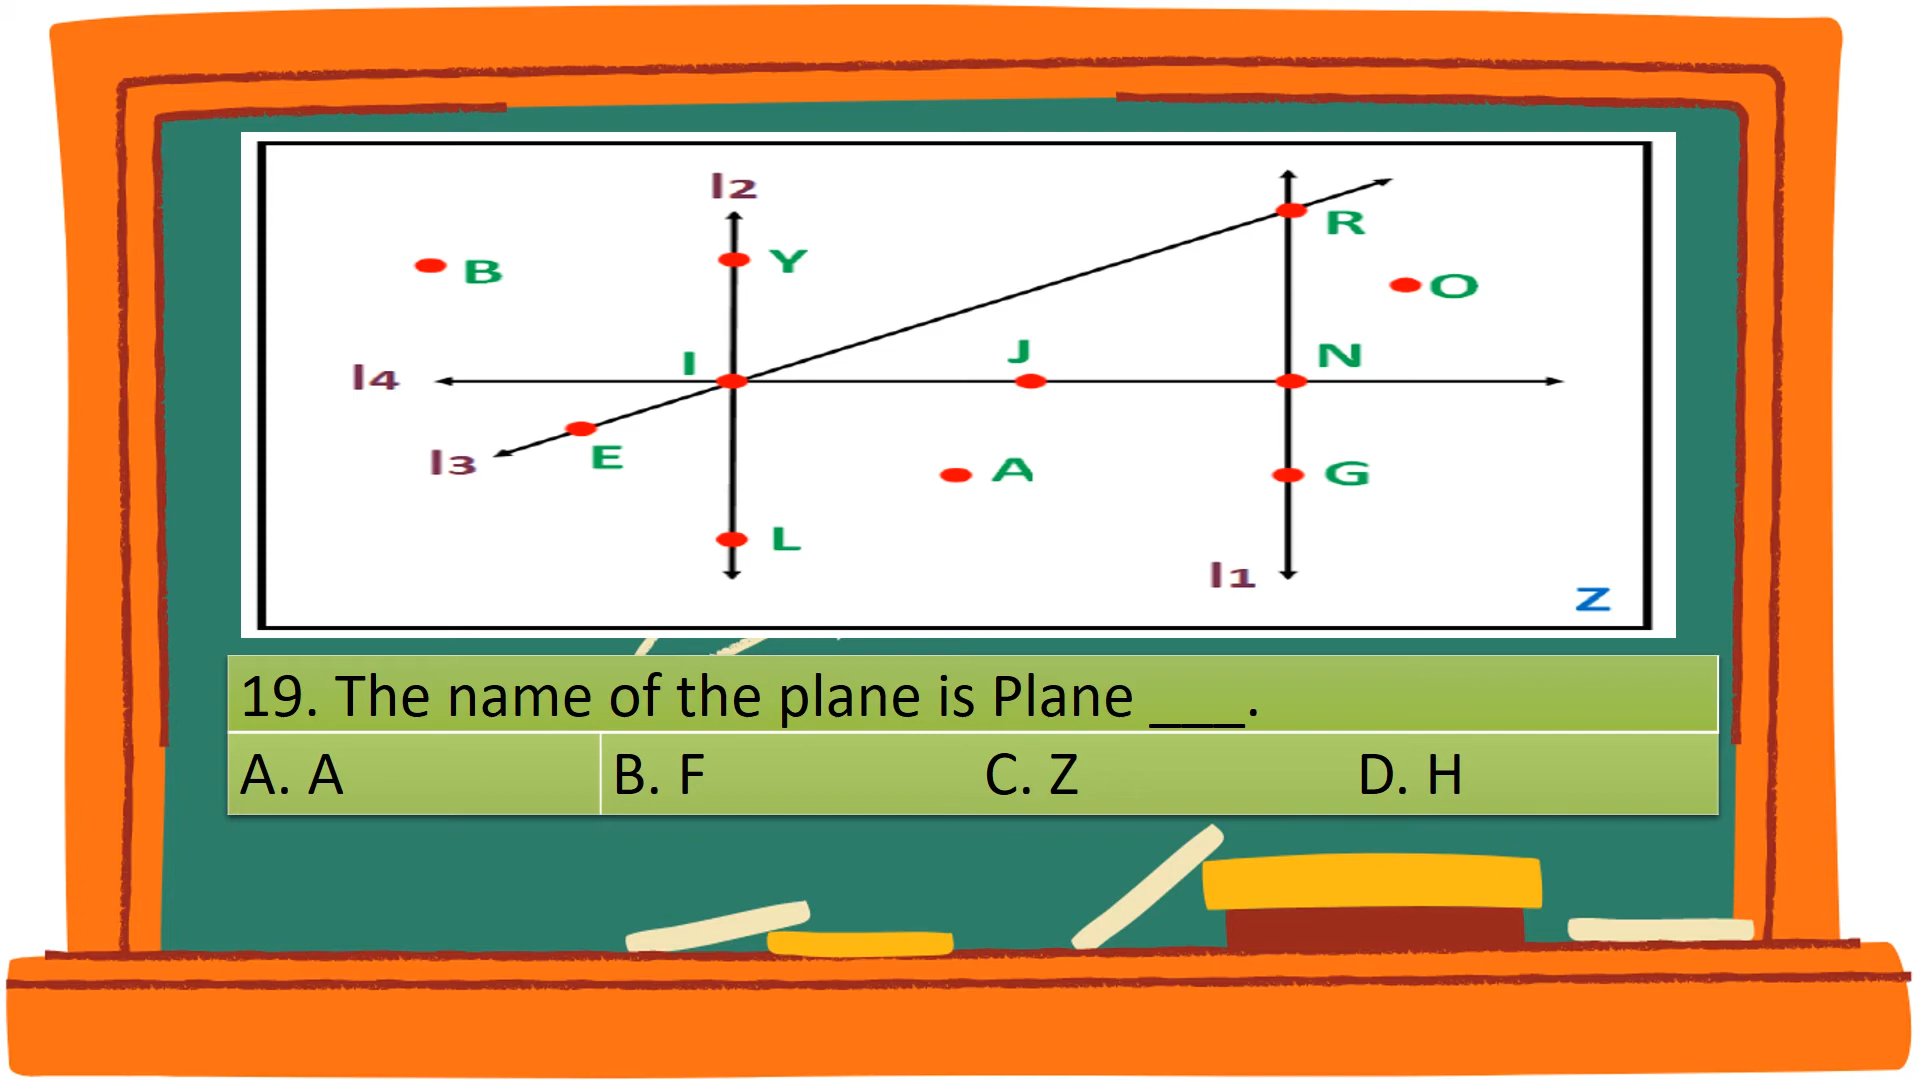 l2
R
B
Y
O
I
J
N
l4
l3
E
A
G
L
l1
Z
19. The name of the plane is Plane ___.
A. A B. F C. Z D. H